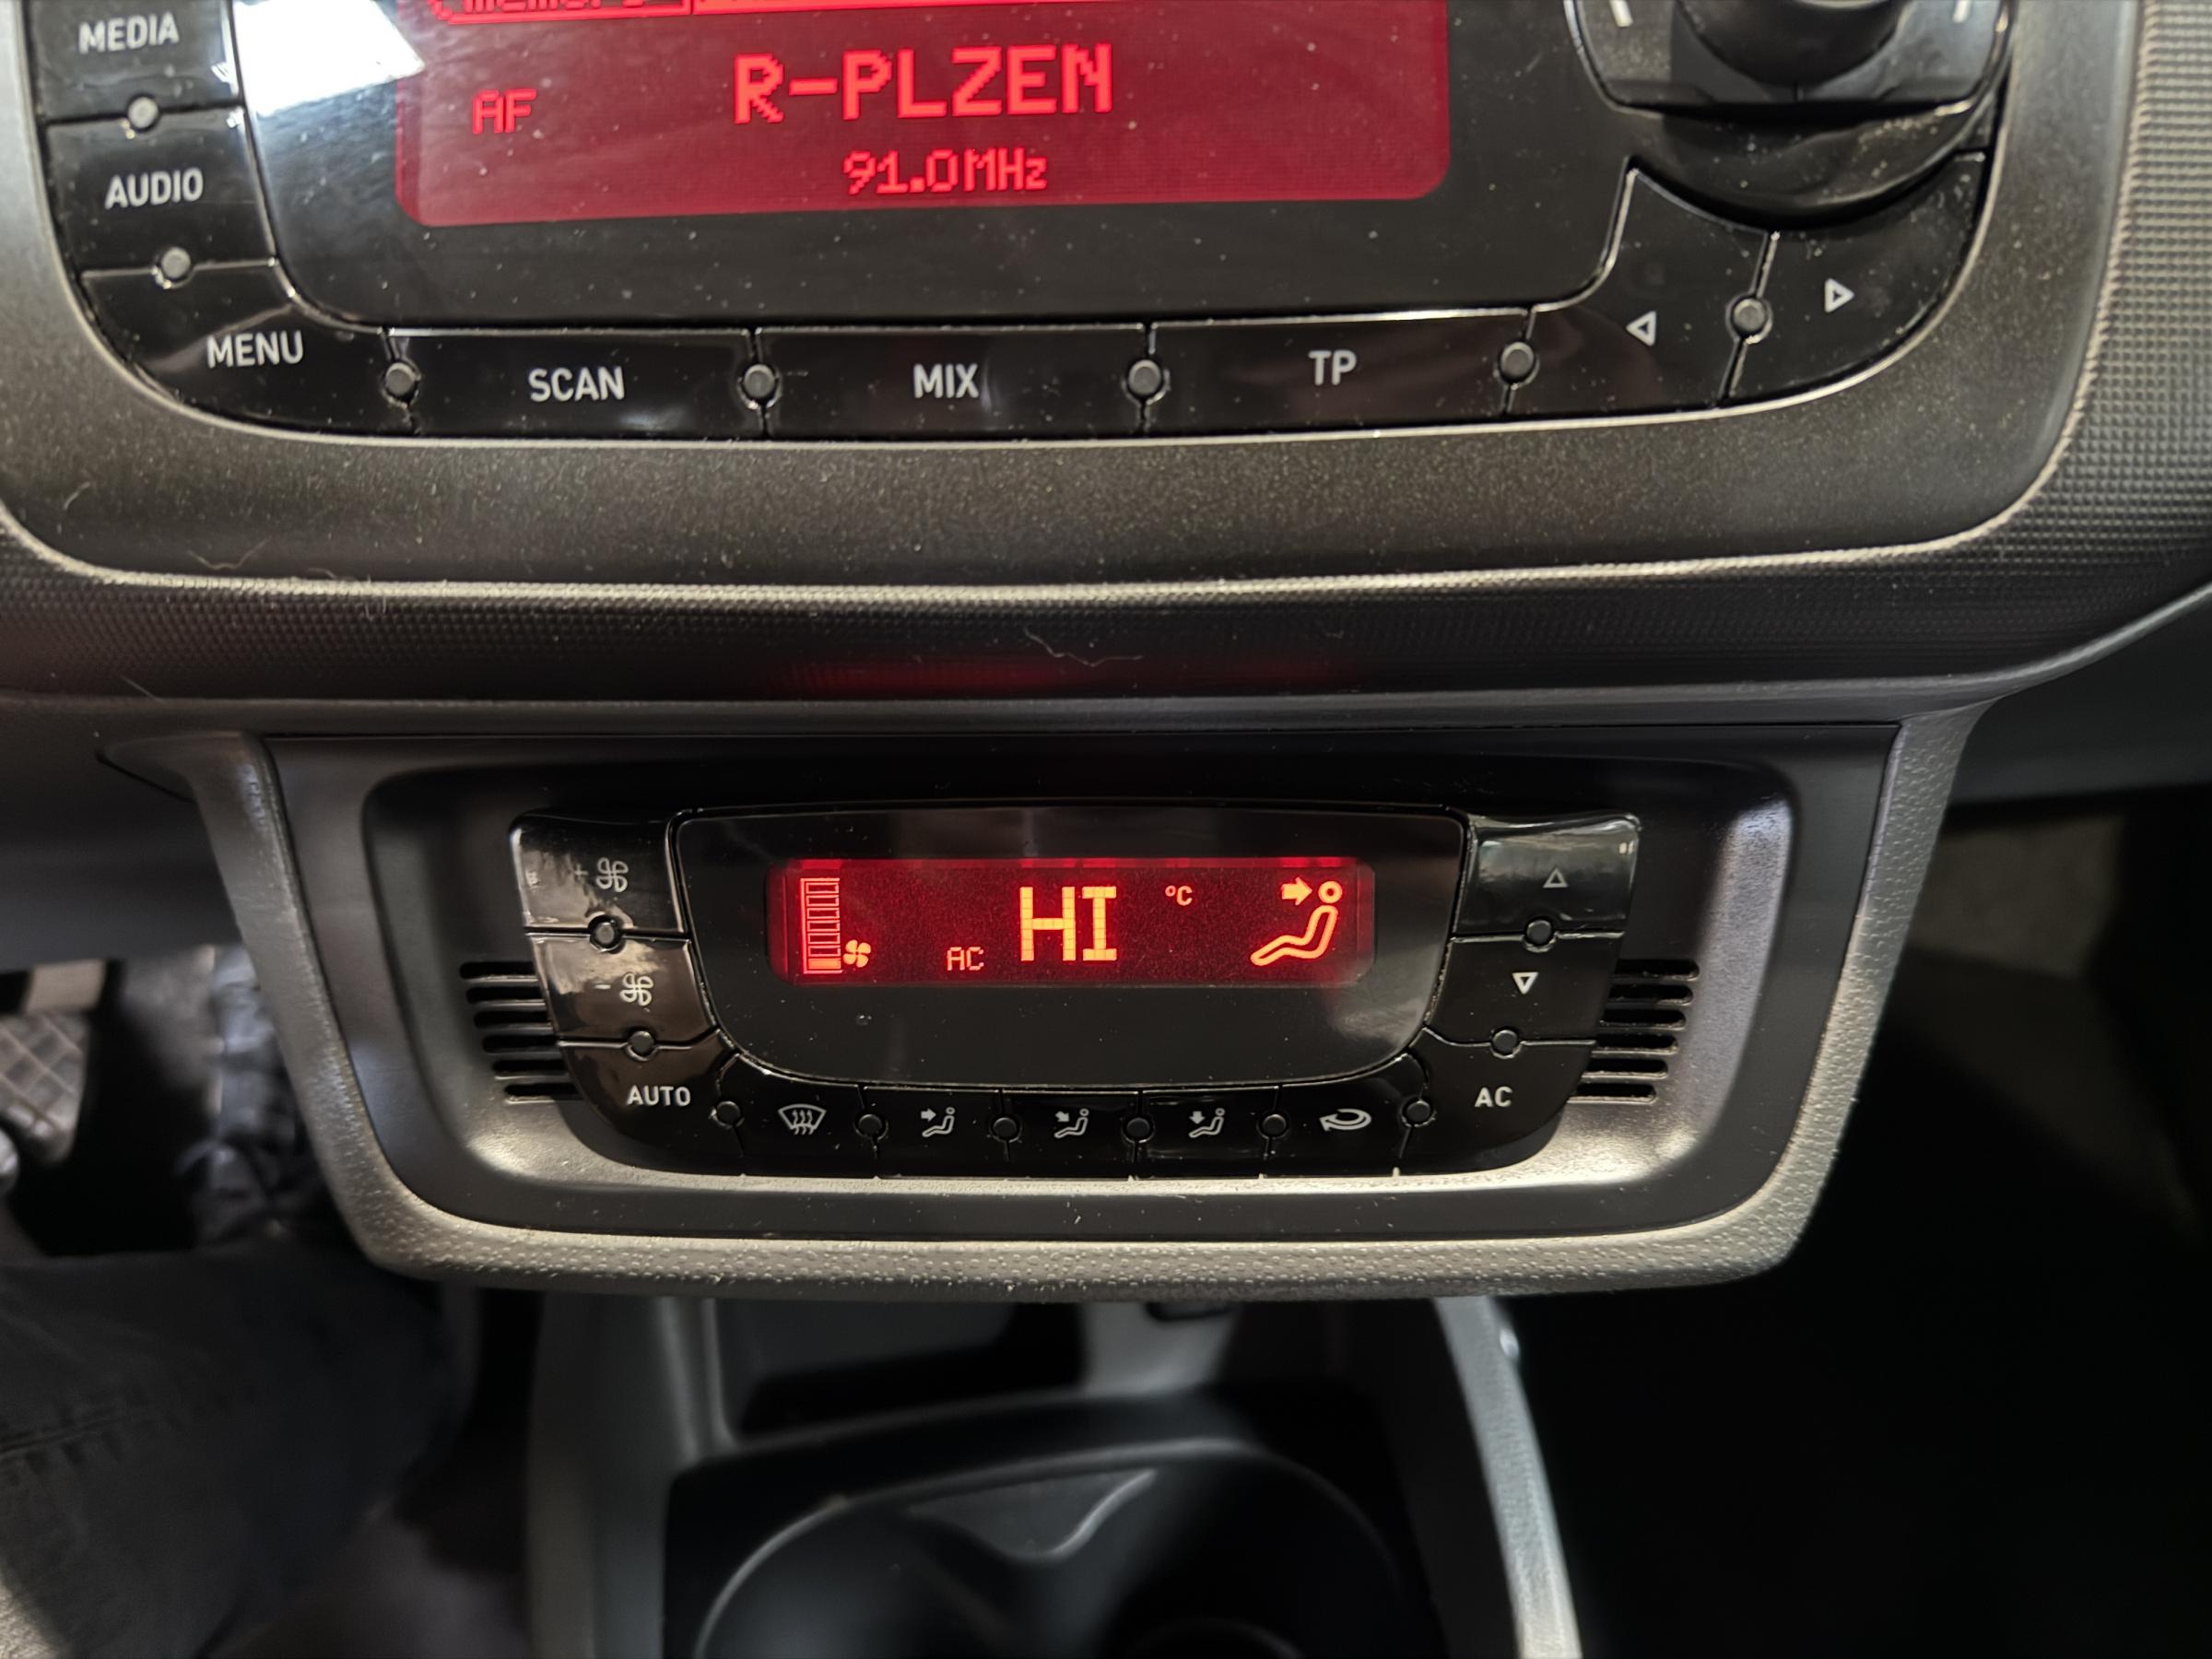 MEDIA
AF
R-PLZEN
91.0MHz
AUDIO
MENU
SCAN
MIX
TP
AC
HI
°C
AUTO
AC